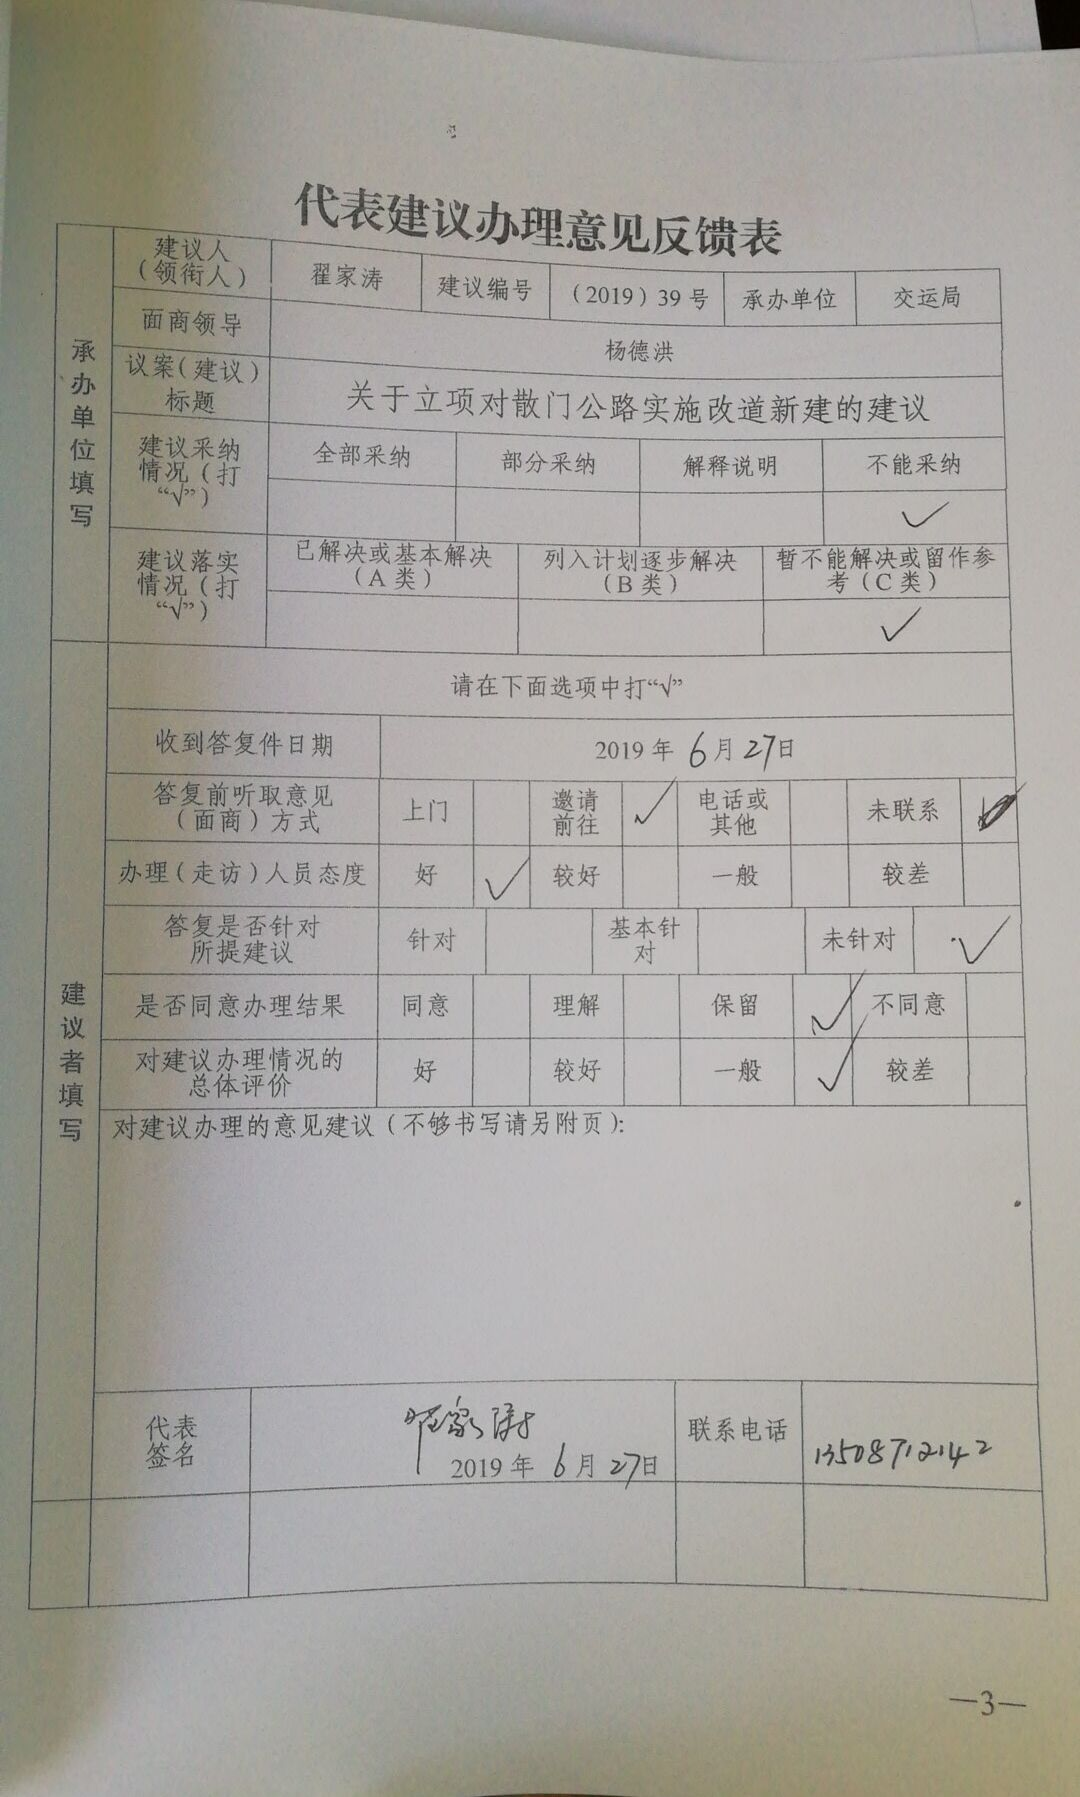 代表建议办理意见反馈表
承办单位填写
建议人
（领衔人）
翟家涛
建议编号
（2019）39号
承办单位
交运局
面商领导
杨德洪
议案（建议）
标题
关于立项对散门公路实施改道新建的建议
建议采纳
情况（打
“√”）
全部采纳
部分采纳
解释说明
不能采纳
✓
建议落实
情况（打
“√”）
已解决或基本解决
（A类）
列入计划逐步解决
（B类）
暂不能解决或留作参
考（C类）
✓
建议者填写
请在下面选项中打“√”
收到答复件日期
2019年6月27日
答复前听取意见
（面商）方式
上门
邀请
前往
✓
电话或
其他
未联系
办理（走访）人员态度
好
✓
较好
一般
较差
答复是否针对
所提建议
针对
基本针
对
未针对
✓
是否同意办理结果
同意
理解
保留
✓
不同意
对建议办理情况的
总体评价
好
较好
一般
✓
较差
对建议办理的意见建议（不够书写请另附页）：
代表
签名
翟家涛
2019年6月27日
联系电话
13508712142
—3—